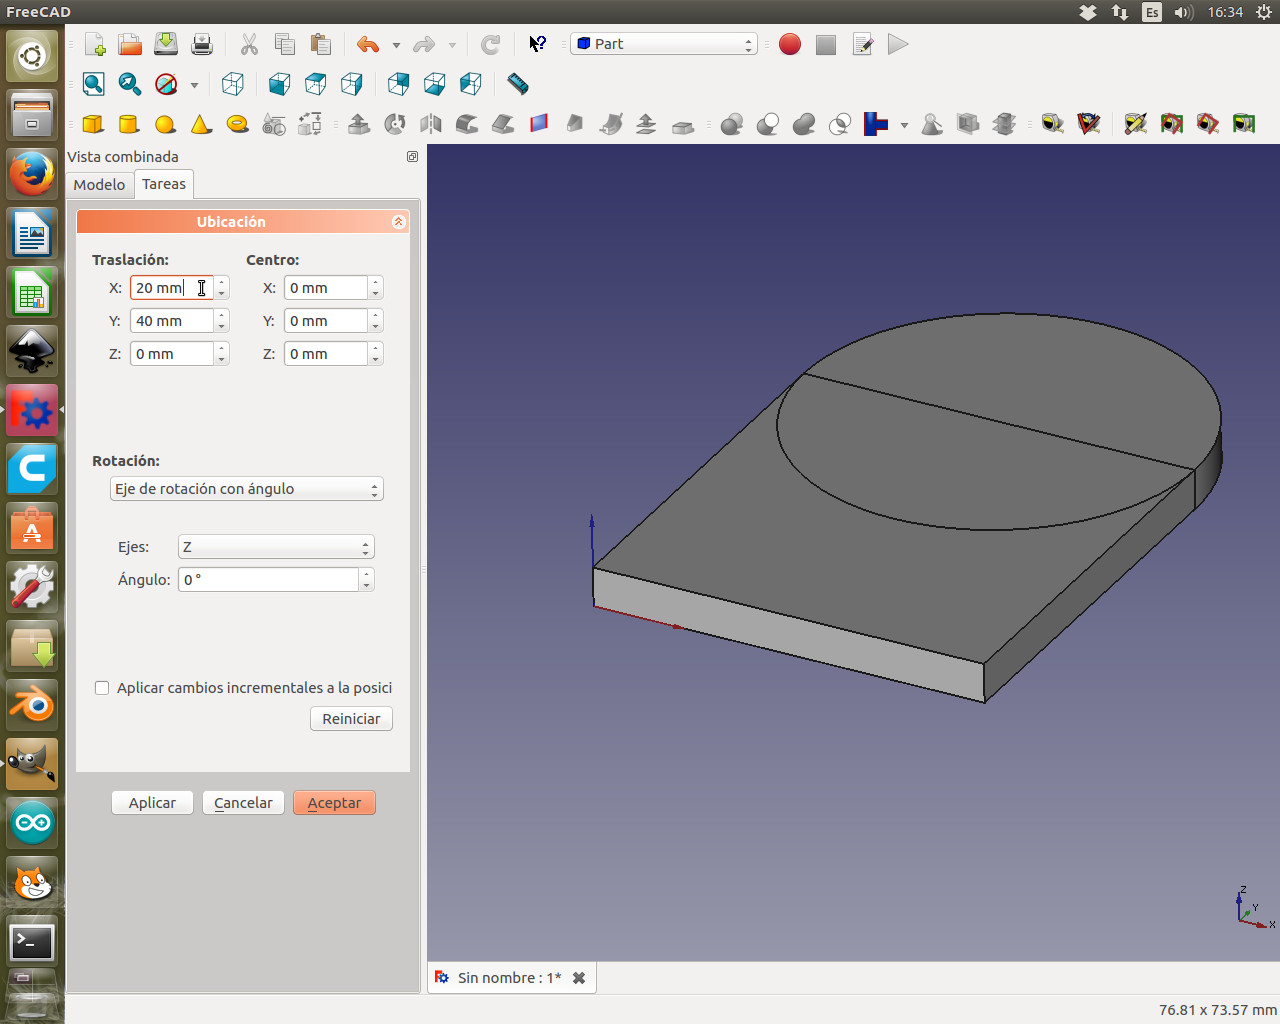 FreeCAD
Es
16:34
Part
Vista combinada
Modelo
Tareas
Ubicación
Traslación:
Centro:
X:
20 mm
X:
0 mm
Y:
40 mm
Y:
0 mm
Z:
0 mm
Z:
0 mm
Rotación:
Eje de rotación con ángulo
Ejes:
Z
Ángulo:
0 °
Aplicar cambios incrementales a la posici
Reiniciar
Aplicar
Cancelar
Aceptar
Z
Y
X
Sin nombre : 1*
76.81 x 73.57 mm